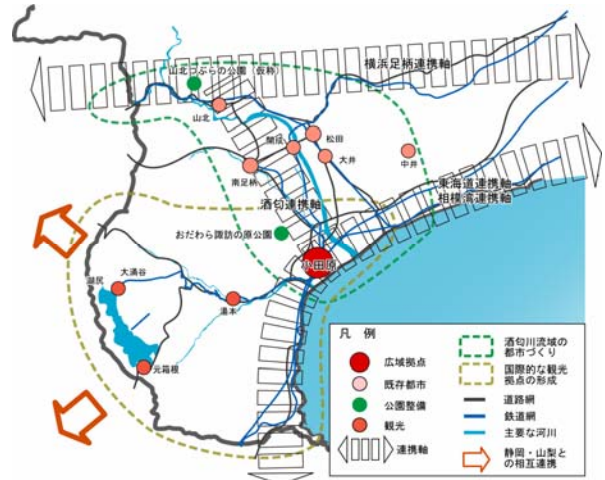 横浜足柄連携軸
山北つぶらの公園（仮称）
山北
松田
開成
大井
中井
南足柄
酒匂連携軸
東海道連携軸
相模湾連携軸
おだわら諏訪の原公園
小田原
大涌谷
湖尻
湯本
元箱根
凡 例
広域拠点
既存都市
公園整備
観光
連携軸
酒匂川流域の
都市づくり
国際的な観光
拠点の形成
道路網
鉄道網
主要な河川
静岡・山梨と
の相互連携